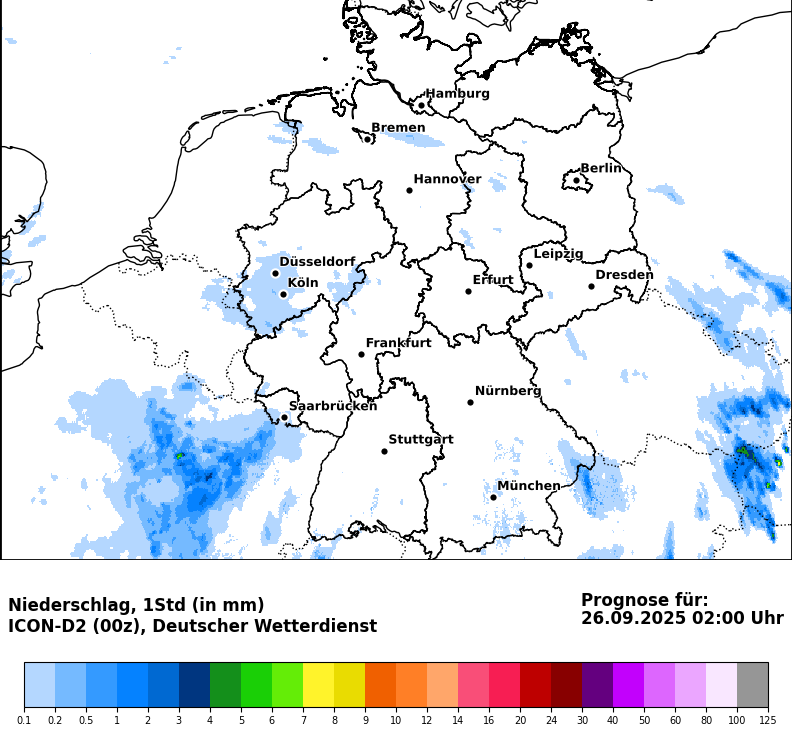 Hamburg
Bremen
Berlin
Hannover
Leipzig
Düsseldorf
Dresden
Köln
Erfurt
Frankfurt
Nürnberg
Saarbrücken
Stuttgart
München
Niederschlag, 1Std (in mm)
ICON-D2 (00z), Deutscher Wetterdienst
Prognose für:
26.09.2025 02:00 Uhr
0.1 0.2 0.5 1 2 3 4 5 6 7 8 9 10 12 14 16 20 24 30 40 50 60 80 100 125